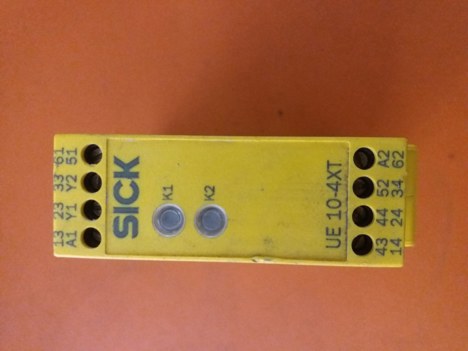 13 23 33 61
A1 Y1 Y2 51
SICK
K1
K2
UE 10-4XT
43 44 52 A2
14 24 34 62